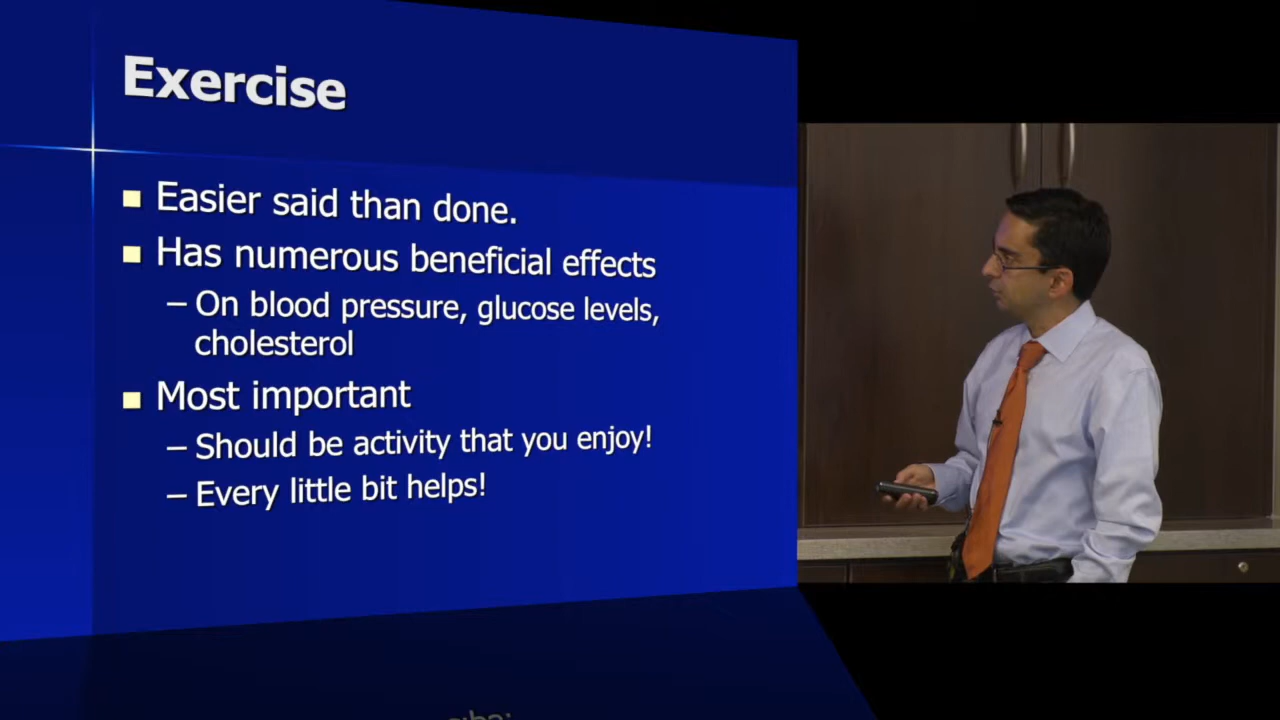 Exercise
■ Easier said than done.
■ Has numerous beneficial effects
– On blood pressure, glucose levels,
cholesterol
■ Most important
– Should be activity that you enjoy!
– Every little bit helps!